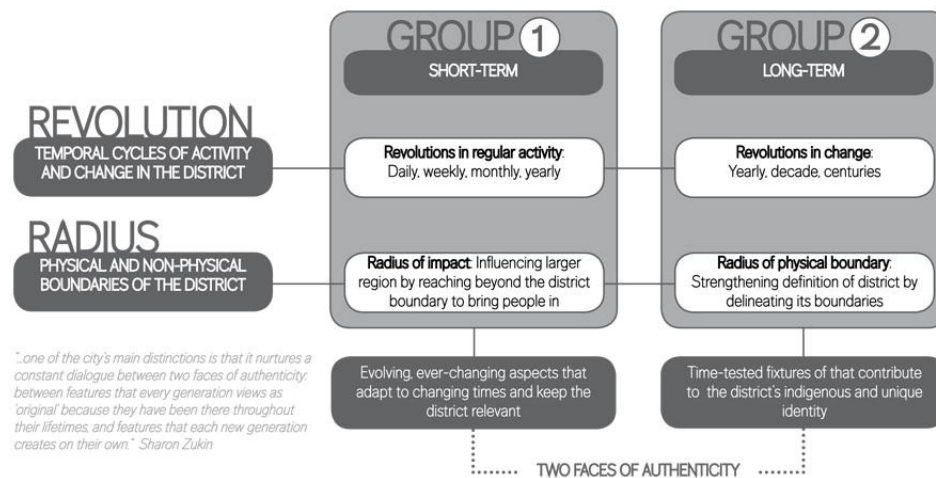 GROUP 1
SHORT-TERM
GROUP 2
LONG-TERM
REVOLUTION
TEMPORAL CYCLES OF ACTIVITY
AND CHANGE IN THE DISTRICT
Revolutions in regular activity:
Daily, weekly, monthly, yearly
Revolutions in change:
Yearly, decade, centuries
RADIUS
PHYSICAL AND NON-PHYSICAL
BOUNDARIES OF THE DISTRICT
Radius of impact: Influencing larger
region by reaching beyond the district
boundary to bring people in
Radius of physical boundary:
Strengthening definition of district by
delineating its boundaries
"...one of the city's main distinctions is that it nurtures a
constant dialogue between two faces of authenticity:
between features that every generation views as
'original' because they have been there throughout
their lifetimes, and features that each new generation
creates on their own." Sharon Zukin
Evolving, ever-changing aspects that
adapt to changing times and keep the
district relevant
Time-tested fixtures of that contribute
to the district's indigenous and unique
identity
TWO FACES OF AUTHENTICITY